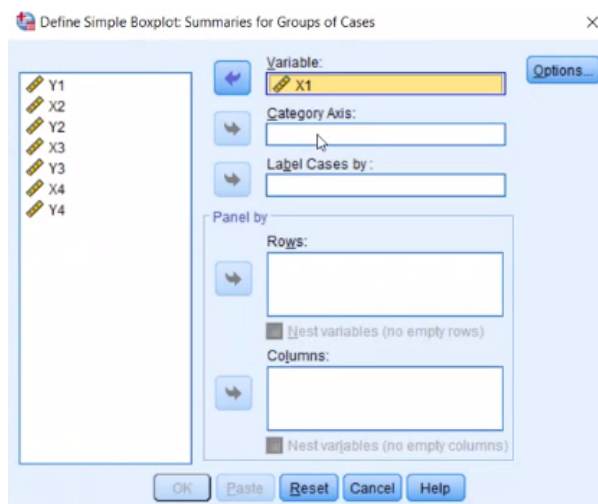 Define Simple Boxplot: Summaries for Groups of Cases
Y1
X2
Y2
X3
Y3
X4
Y4
Variable:
X1
Options...
Category Axis:
Label Cases by :
Panel by
Rows:
Nest variables (no empty rows)
Columns:
Nest variables (no empty columns)
OK Paste Reset Cancel Help